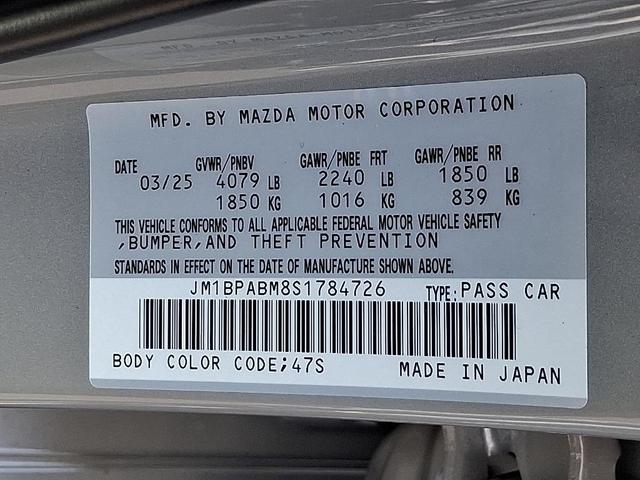 MFD. BY MAZDA MOTOR CORPORATION
DATE GVWR/PNBV GAWR/PNBE FRT GAWR/PNBE RR
03/25 4079 LB 2240 LB 1850 LB
1850 KG 1016 KG 839 KG
THIS VEHICLE CONFORMS TO ALL APPLICABLE FEDERAL MOTOR VEHICLE SAFETY
,BUMPER,AND THEFT PREVENTION
STANDARDS IN EFFECT ON THE DATE OF MANUFACTURE SHOWN ABOVE.
JM1BPABM8S1784726 TYPE:PASS CAR
BODY COLOR CODE;47S MADE IN JAPAN